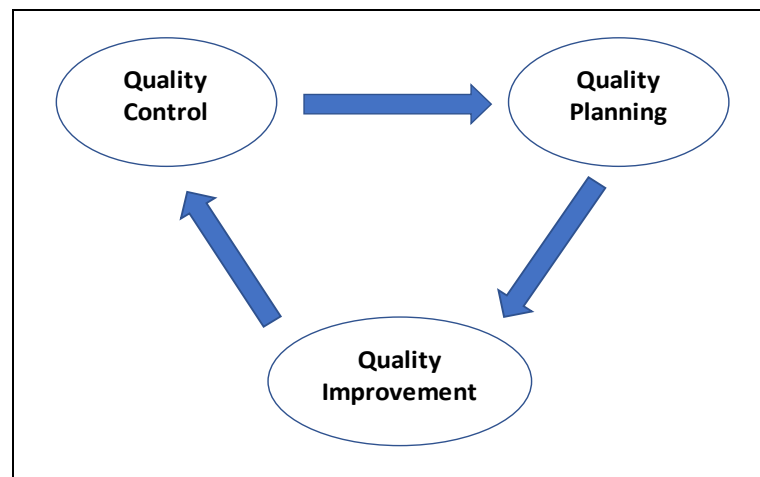 Quality
Control
Quality
Planning
Quality
Improvement